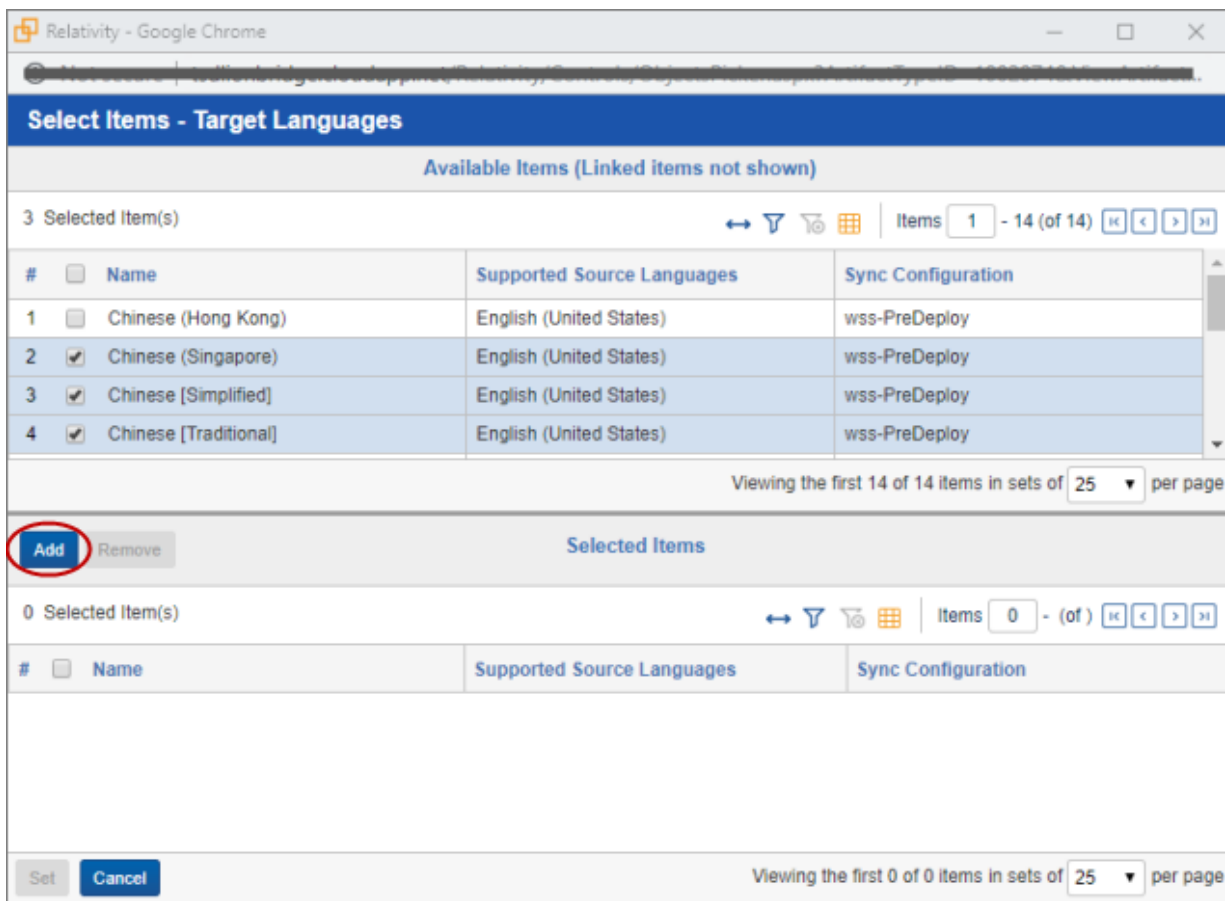 Relativity - Google Chrome
Select Items - Target Languages
Available Items (Linked items not shown)
3 Selected Item(s) Items 1 - 14 (of 14)
# Name Supported Source Languages Sync Configuration
1 Chinese (Hong Kong) English (United States) wss-PreDeploy
2 Chinese (Singapore) English (United States) wss-PreDeploy
3 Chinese [Simplified] English (United States) wss-PreDeploy
4 Chinese [Traditional] English (United States) wss-PreDeploy
Viewing the first 14 of 14 items in sets of 25 per page
Add Remove Selected Items
0 Selected Item(s) Items 0 - (of )
# Name Supported Source Languages Sync Configuration
Set Cancel Viewing the first 0 of 0 items in sets of 25 per page